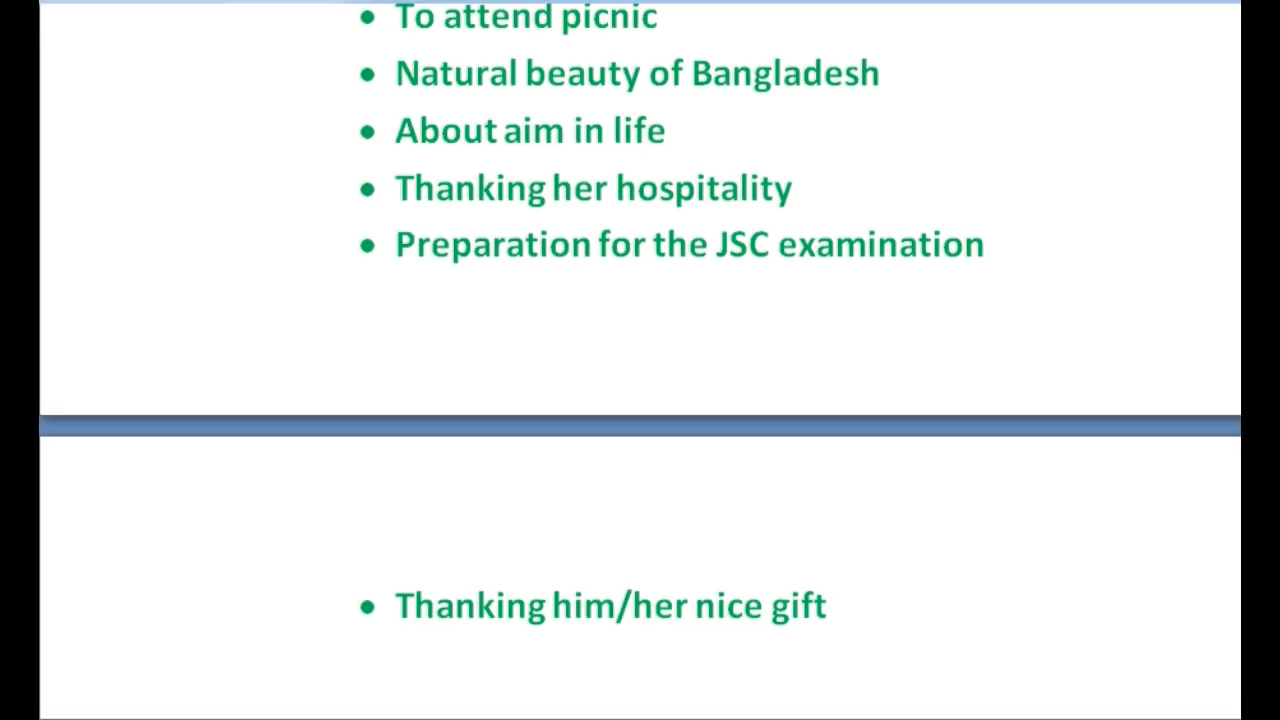 • To attend picnic
• Natural beauty of Bangladesh
• About aim in life
• Thanking her hospitality
• Preparation for the JSC examination
• Thanking him/her nice gift